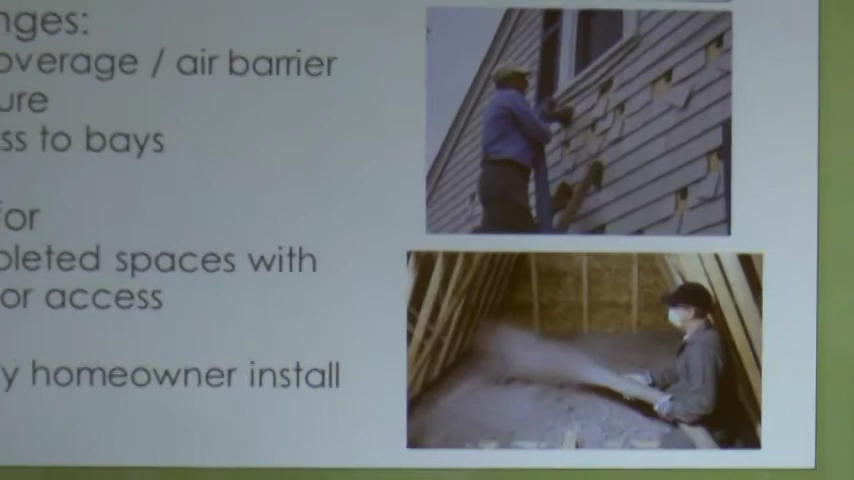 nges:
overage / air barrier
ure
ss to bays
for
pleted spaces with
or access
y homeowner install